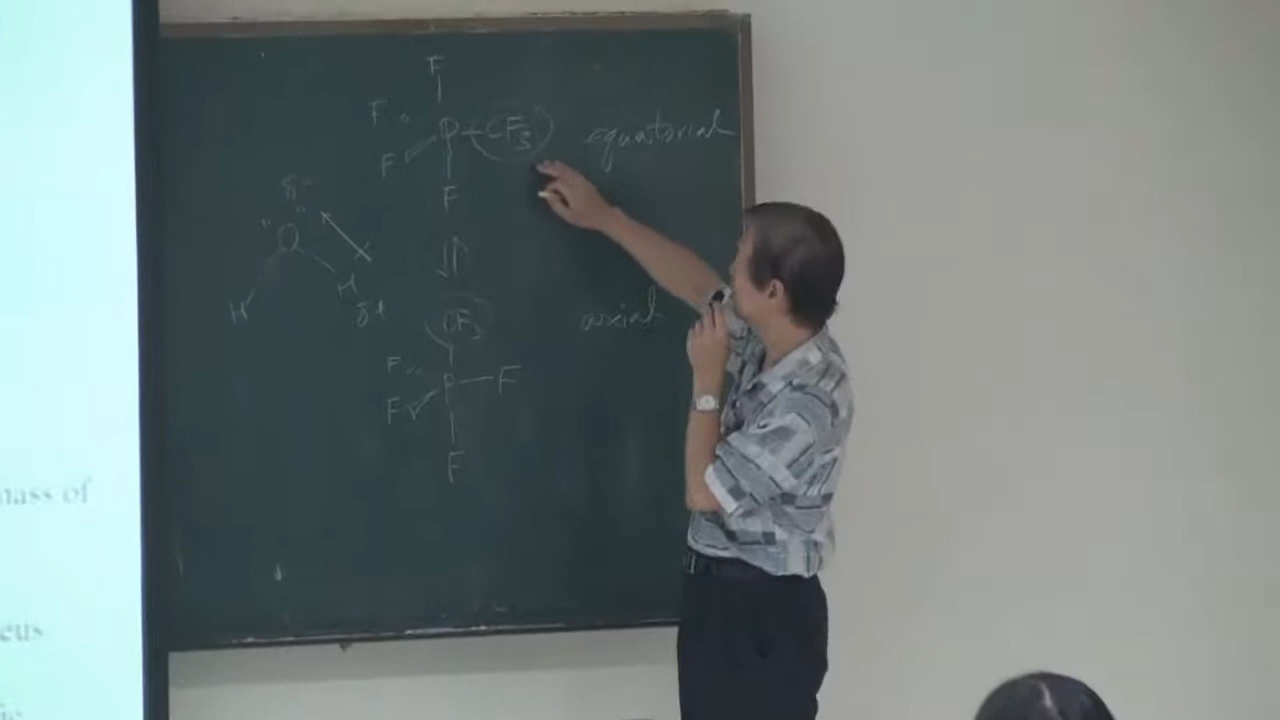 F
F
P CF3 equatorial
F
F
δ-
O
H
H
δ+
CF3 axial
F
P F
F
F
mass of
eus